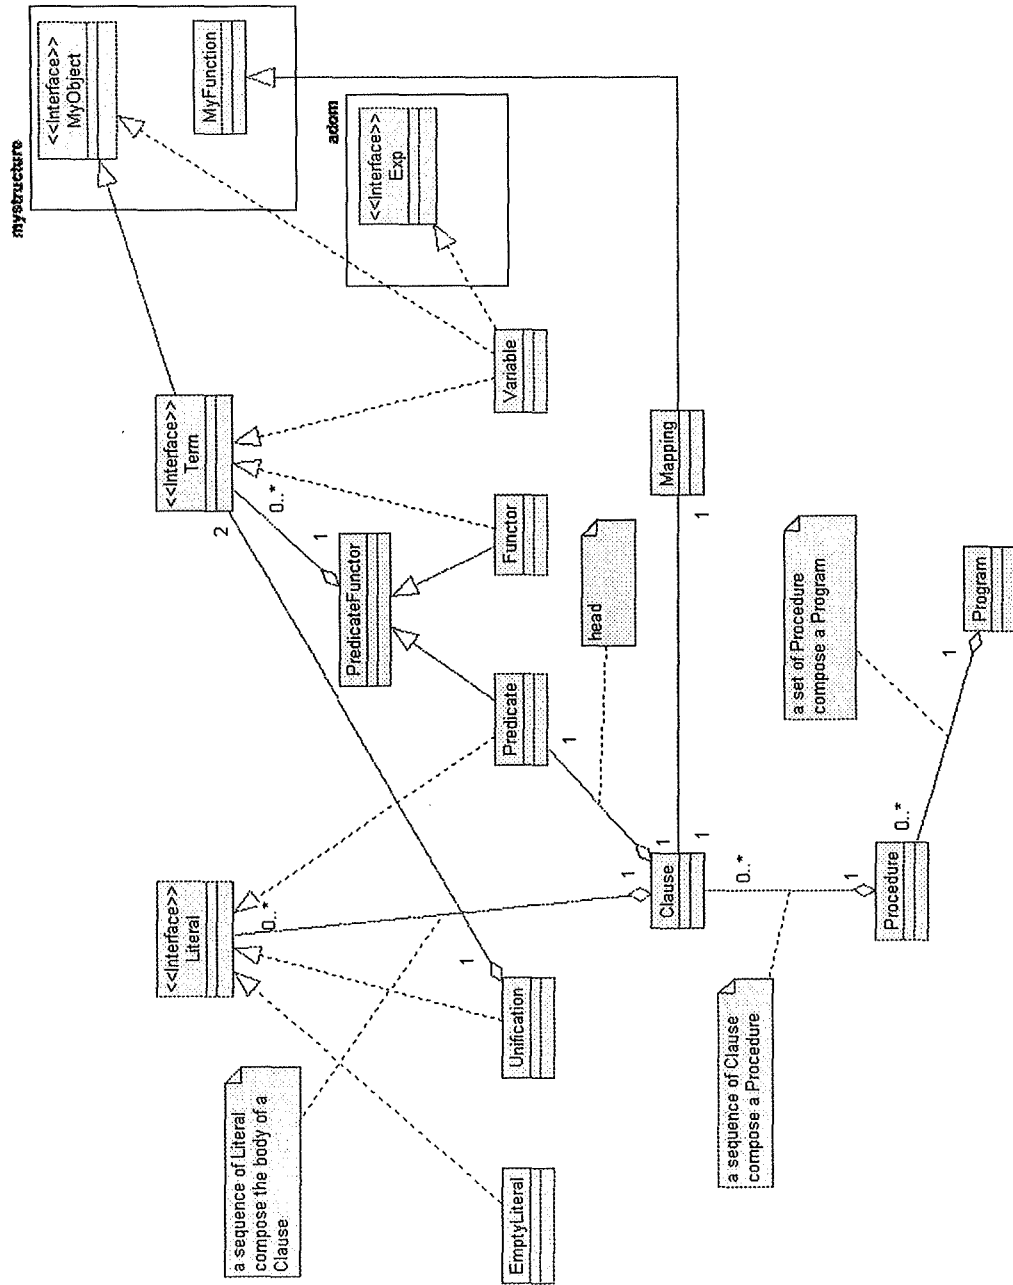 mystructure
<<Interface>>
MyObject
MyFunction
adom
<<Interface>>
Exp
<<Interface>>
Term
Variable
0..*
2
1
PredicateFunctor
Functor
Mapping
1
head
Predicate
1
a set of Procedure
compose a Program
Program
1
<<Interface>>
Literal
0..*
1
Unification
1
1
Clause
1
0..*
0..*
1
Procedure
a sequence of Literal
compose the body of a
Clause
a sequence of Clause
compose a Procedure
EmptyLiteral